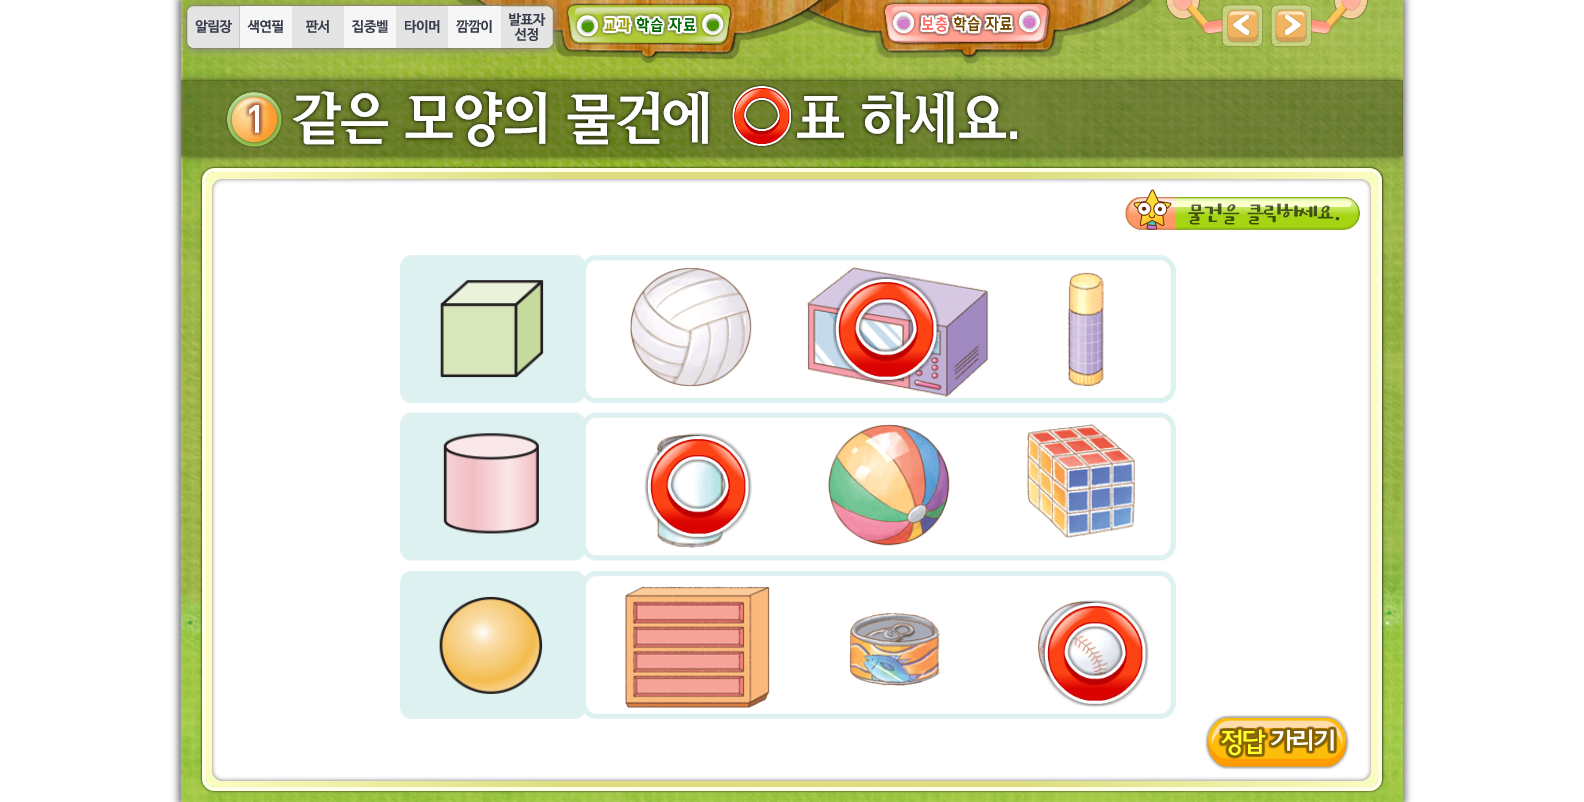 알림장 색연필 판서 집중벨 타이머 깜깜이 발표자 선정
교과 학습 자료
보충 학습 자료
1 같은 모양의 물건에 ○표 하세요.
물건을 클릭하세요.
정답 가리기